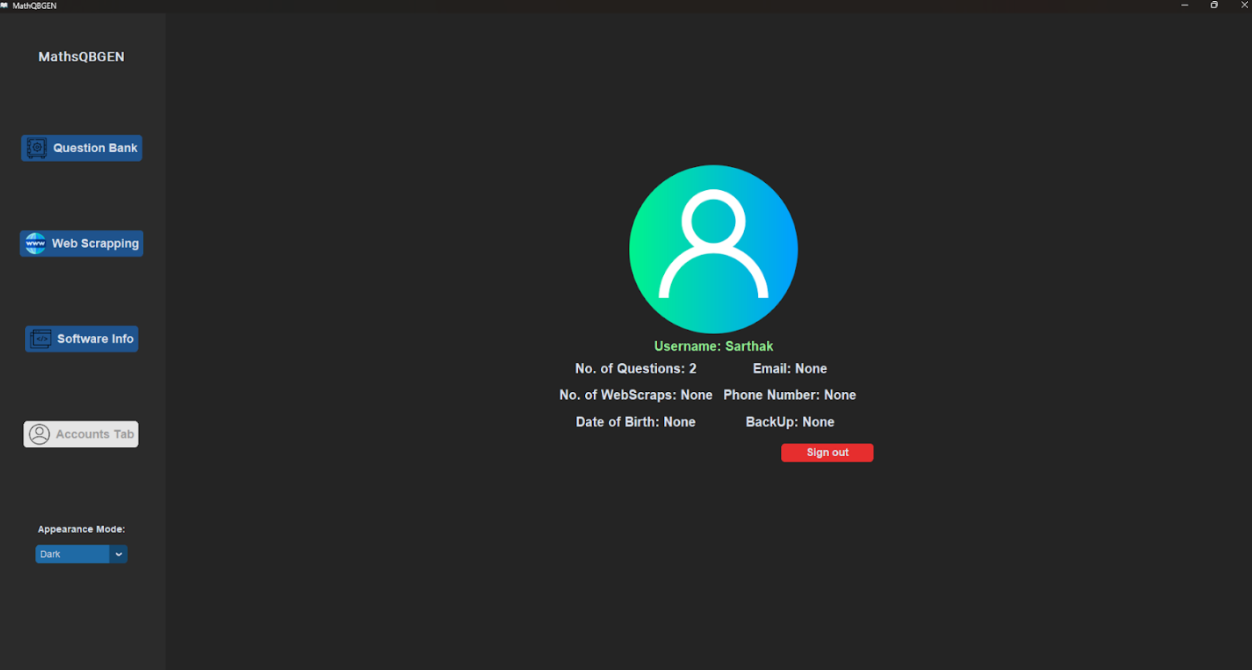 MathQBGEN
MathsQBGEN
Question Bank
www Web Scrapping
Software Info
</> Accounts Tab
Appearance Mode:
Dark
Username: Sarthak
No. of Questions: 2 Email: None
No. of WebScraps: None Phone Number: None
Date of Birth: None BackUp: None
Sign out